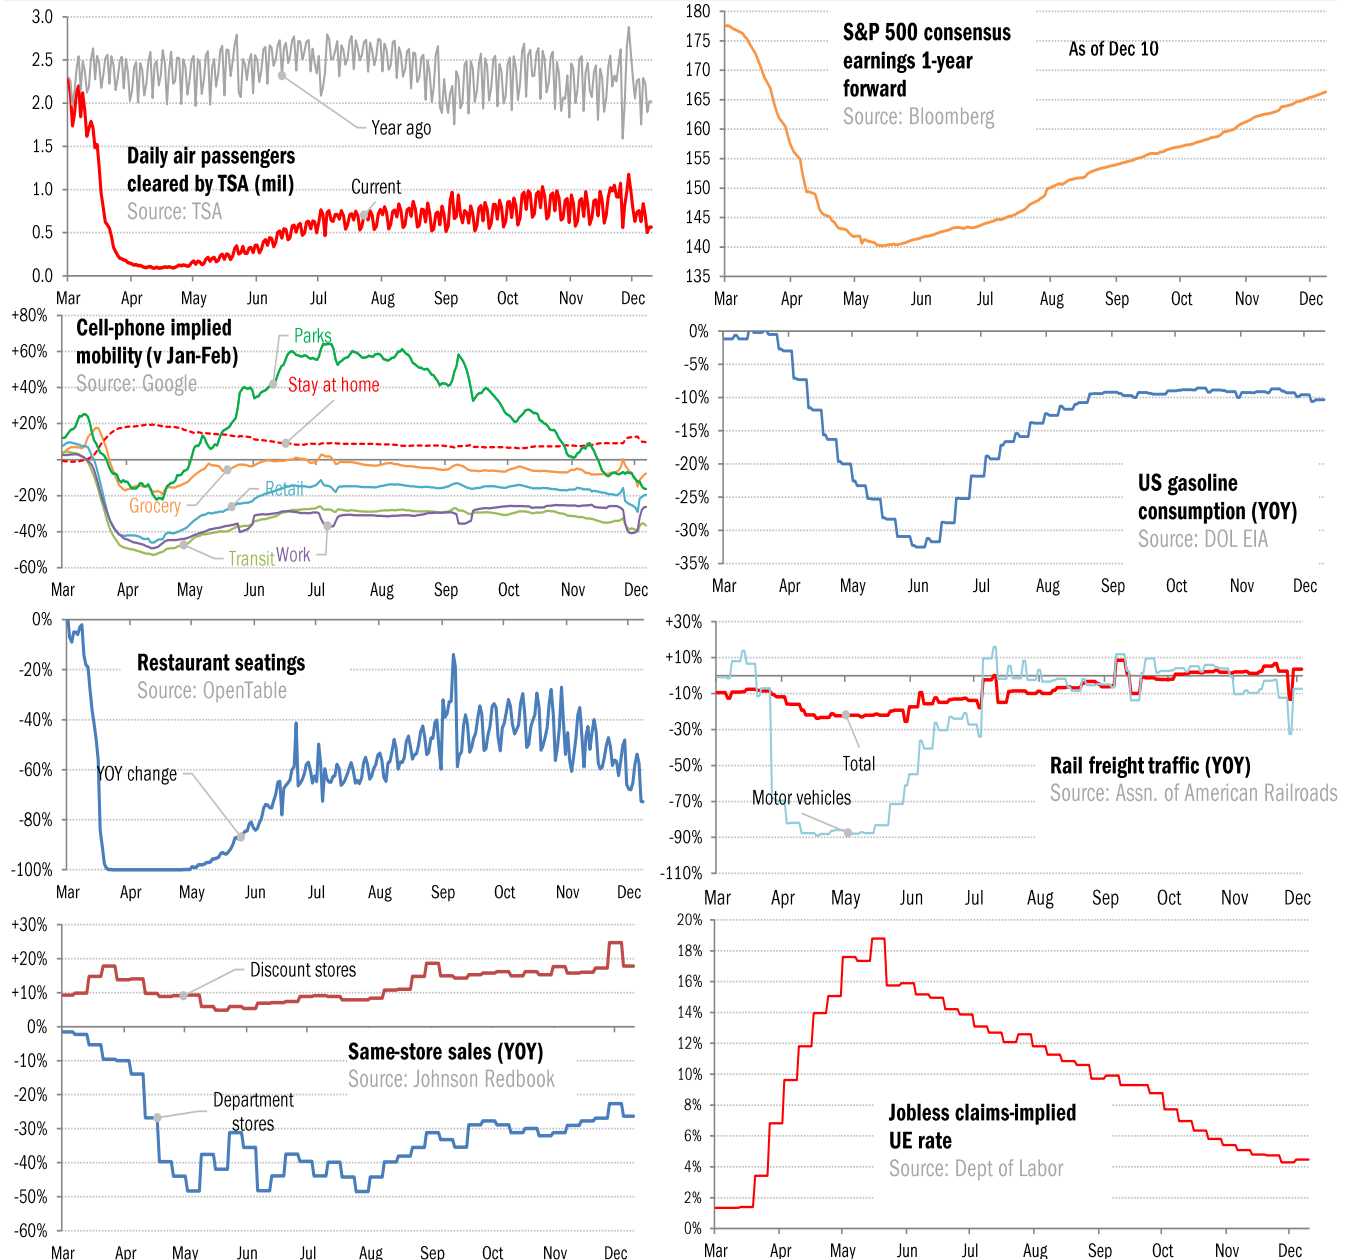 3.0
2.5
2.0
1.5
1.0
0.5
0.0
Year ago
Daily air passengers
cleared by TSA (mil)
Source: TSA
Current
Mar Apr May Jun Jul Aug Sep Oct Nov Dec
180
175
170
165
160
155
150
145
140
135
S&P 500 consensus
earnings 1-year
forward
Source: Bloomberg
As of Dec 10
Mar Apr May Jun Jul Aug Sep Oct Nov Dec
+80%
+60%
+40%
+20%
-20%
-40%
-60%
Cell-phone implied
mobility (v Jan-Feb)
Source: Google
Parks
Stay at home
Grocery
Retail
Transit
Work
Mar Apr May Jun Jul Aug Sep Oct Nov Dec
0%
-5%
-10%
-15%
-20%
-25%
-30%
-35%
US gasoline
consumption (YOY)
Source: DOL EIA
Mar Apr May Jun Jul Aug Sep Oct Nov Dec
0%
-20%
-40%
-60%
-80%
-100%
Restaurant seatings
Source: OpenTable
YOY change
Mar Apr May Jun Jul Aug Sep Oct Nov Dec
+30%
+10%
-10%
-30%
-50%
-70%
-90%
-110%
Total
Motor vehicles
Rail freight traffic (YOY)
Source: Assn. of American Railroads
Mar Apr May Jun Jul Aug Sep Oct Nov Dec
+30%
+20%
+10%
0%
-10%
-20%
-30%
-40%
-50%
-60%
Discount stores
Same-store sales (YOY)
Source: Johnson Redbook
Department
stores
Mar Apr May Jun Jul Aug Sep Oct Nov Dec
20%
18%
16%
14%
12%
10%
8%
6%
4%
2%
0%
Jobless claims-implied
UE rate
Source: Dept of Labor
Mar Apr May Jun Jul Aug Sep Oct Nov Dec